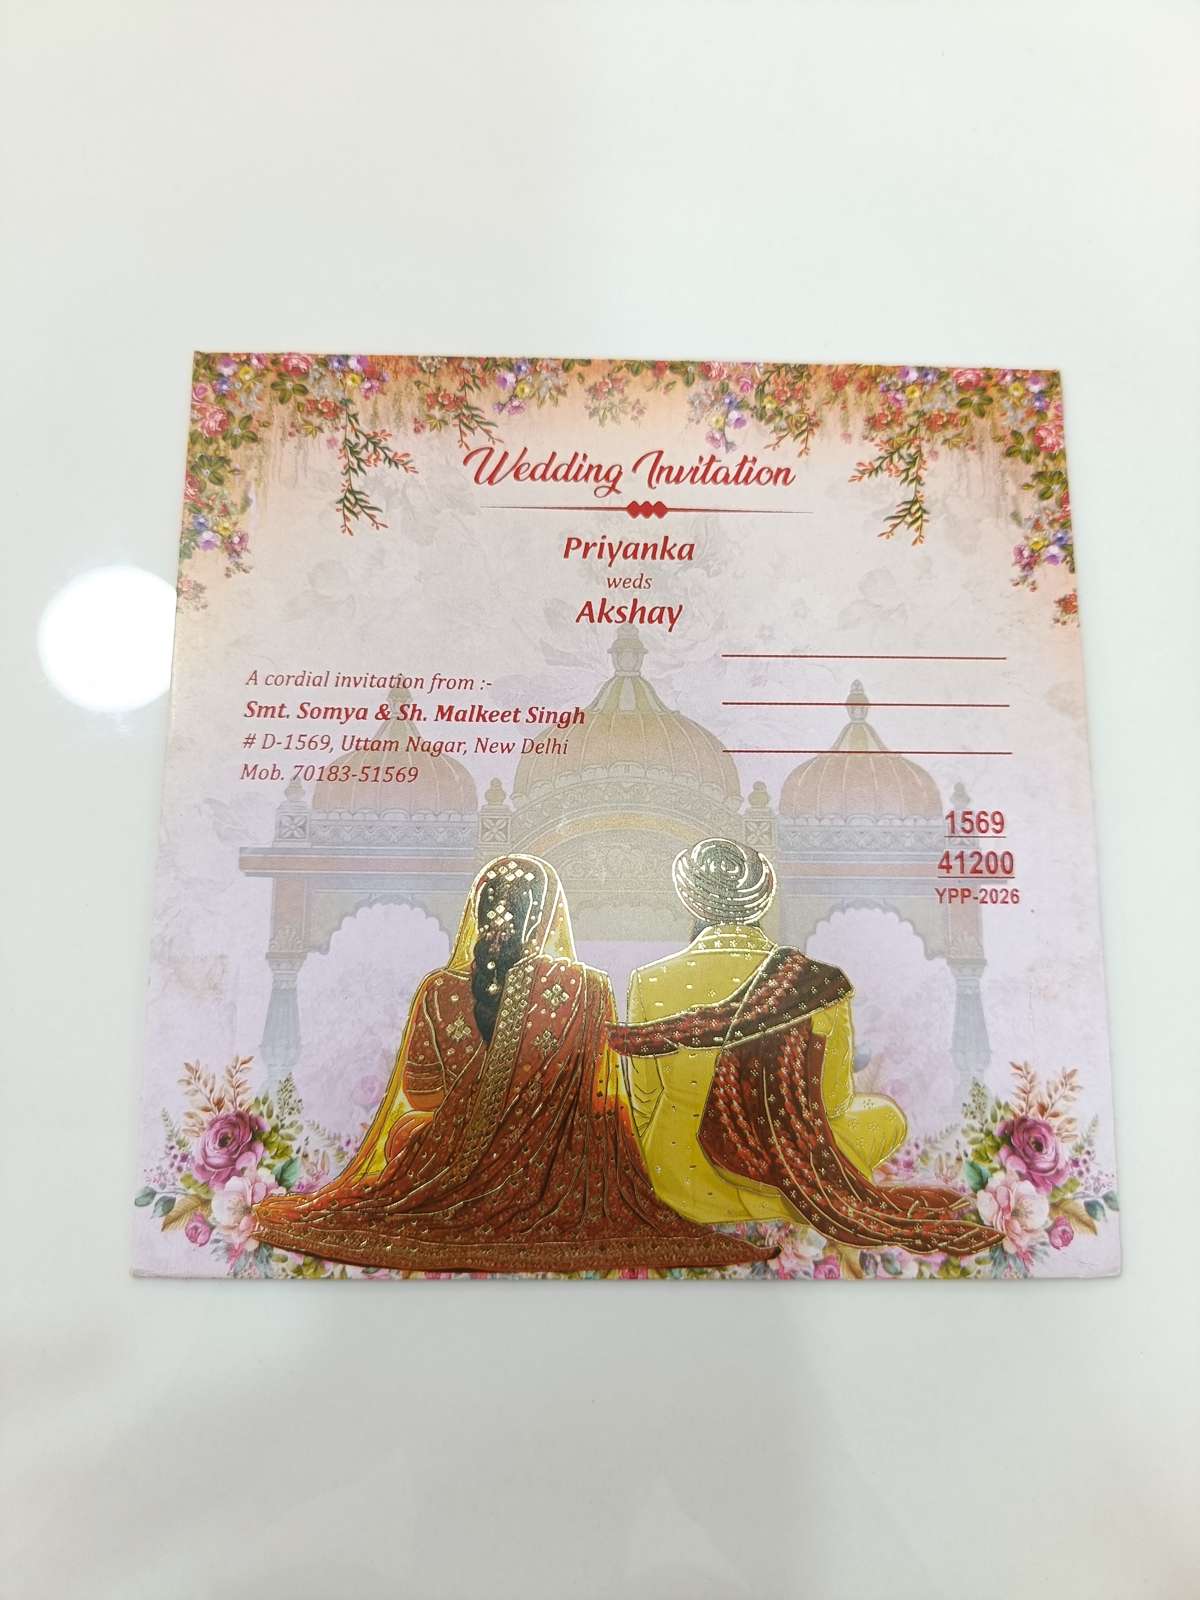 Wedding Invitation
Priyanka
weds
Akshay
A cordial invitation from :-
Smt. Somya & Sh. Malkeet Singh
# D-1569, Uttam Nagar, New Delhi
Mob. 70183-51569
1569
41200
YPP-2026